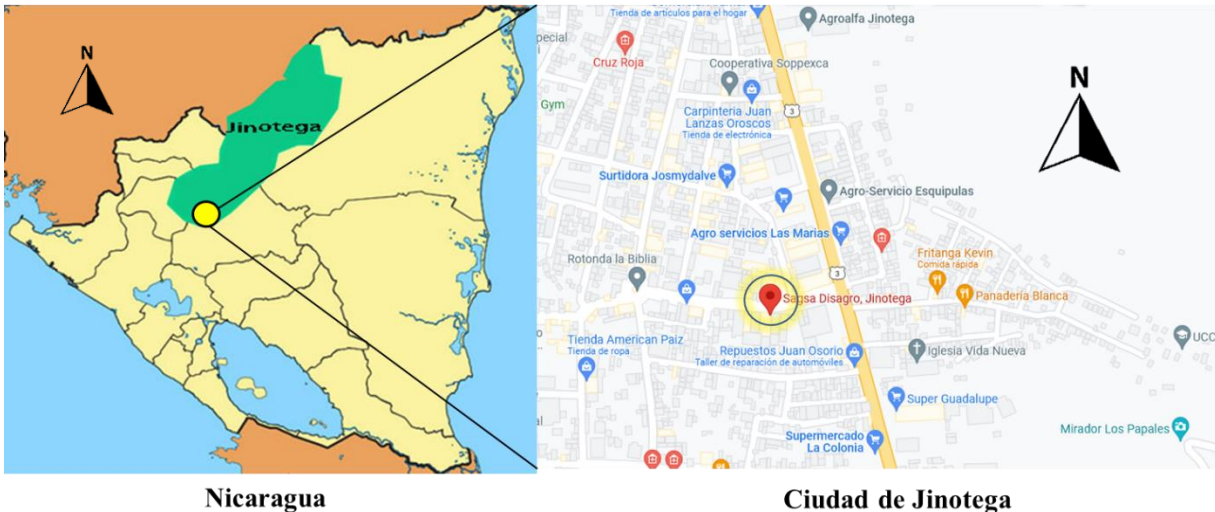 N
Jinotega
Tienda de artículos para el hogar
Agroalfa Jinotega
Cruz Roja
Cooperativa Soppexca
N
Gym
Carpinteria Juan
Lanzas Oroscos
Tienda de electrónica
3
Surtidora Josmydalve
Agro-Servicio Esquipulas
Agro servicios Las Marias
Rotonda la Biblia
3
Fritanga Kevin
Comida rápida
Sagsa Disagro, Jinotega
Panadería Blanca
Tienda American Paiz
Tienda de ropa
Repuestos Juan Osorio
Taller de reparación de automóviles
Iglesia Vida Nueva
UCC
Super Guadalupe
Mirador Los Papales
Supermercado
La Colonia
Nicaragua
Ciudad de Jinotega